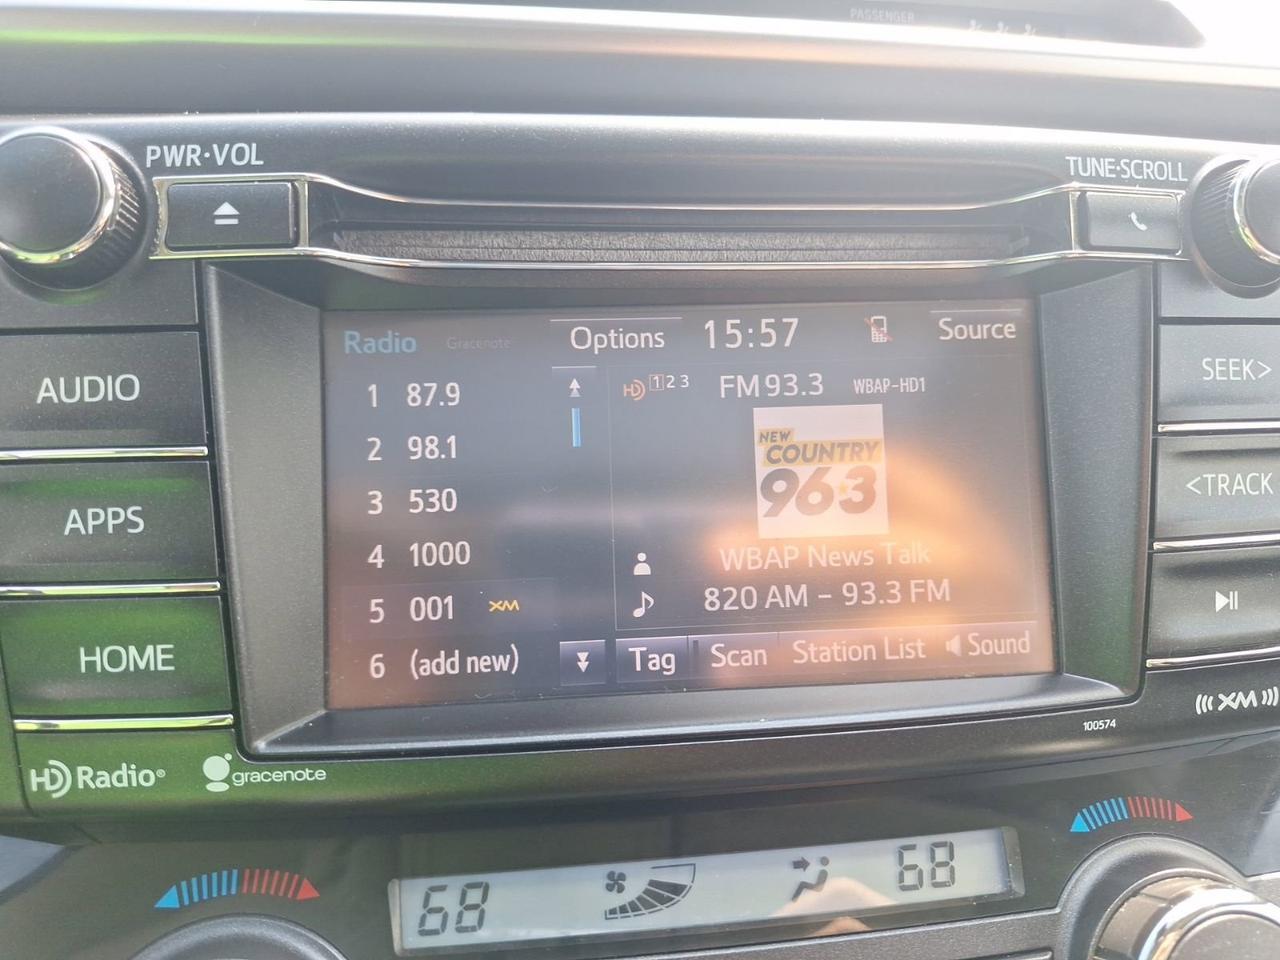 PASSENGER
PWR·VOL
TUNE·SCROLL
AUDIO
APPS
HOME
HD Radio®
gracenote
Radio Gracenote Options 15:57 Source
1 87.9
2 98.1
3 530
4 1000
5 001 XM
6 (add new)
HD 1 2 3 FM 93.3 WBAP-HD1
NEW
COUNTRY
96.3
WBAP News Talk
820 AM - 93.3 FM
Tag Scan Station List Sound
SEEK>
<TRACK
((( XM )))
100574
68 68